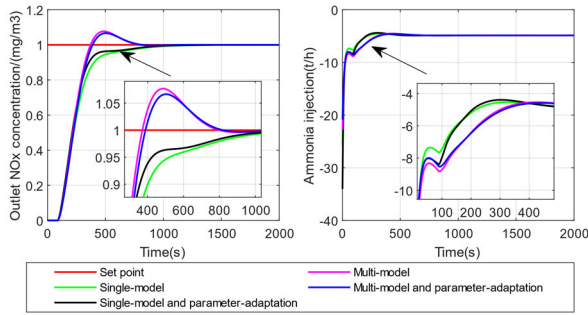 Outlet NOx concentration/(mg/m3)
1.2
1
0.8
0.6
0.4
0.2
0
0 500 1000 1500 2000
Time(s)
1.05
1
0.95
0.9
400 600 800 1000
Ammonia injection(t/h)
0
-10
-20
-30
-40
0 500 1000 1500 2000
Time(s)
-4
-6
-8
-10
100 200 300 400
Set point
Single-model
Single-model and parameter-adaptation
Multi-model
Multi-model and parameter-adaptation